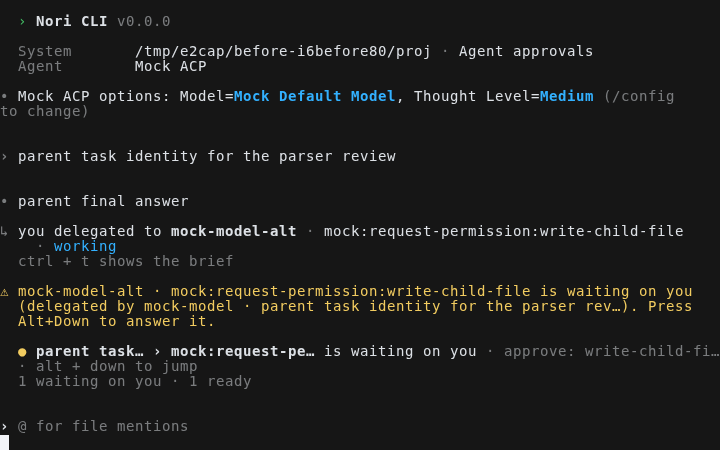 › Nori CLI v0.0.0
System /tmp/e2cap/before-i6before80/proj · Agent approvals
Agent Mock ACP
• Mock ACP options: Model=Mock Default Model, Thought Level=Medium (/config
to change)
› parent task identity for the parser review
• parent final answer
↳ you delegated to mock-model-alt · mock:request-permission:write-child-file
· working
ctrl + t shows the brief
⚠ mock-model-alt · mock:request-permission:write-child-file is waiting on you
(delegated by mock-model · parent task identity for the parser rev…). Press
Alt+Down to answer it.
● parent task… › mock:request-pe… is waiting on you · approve: write-child-fi…
· alt + down to jump
1 waiting on you · 1 ready
› @ for file mentions